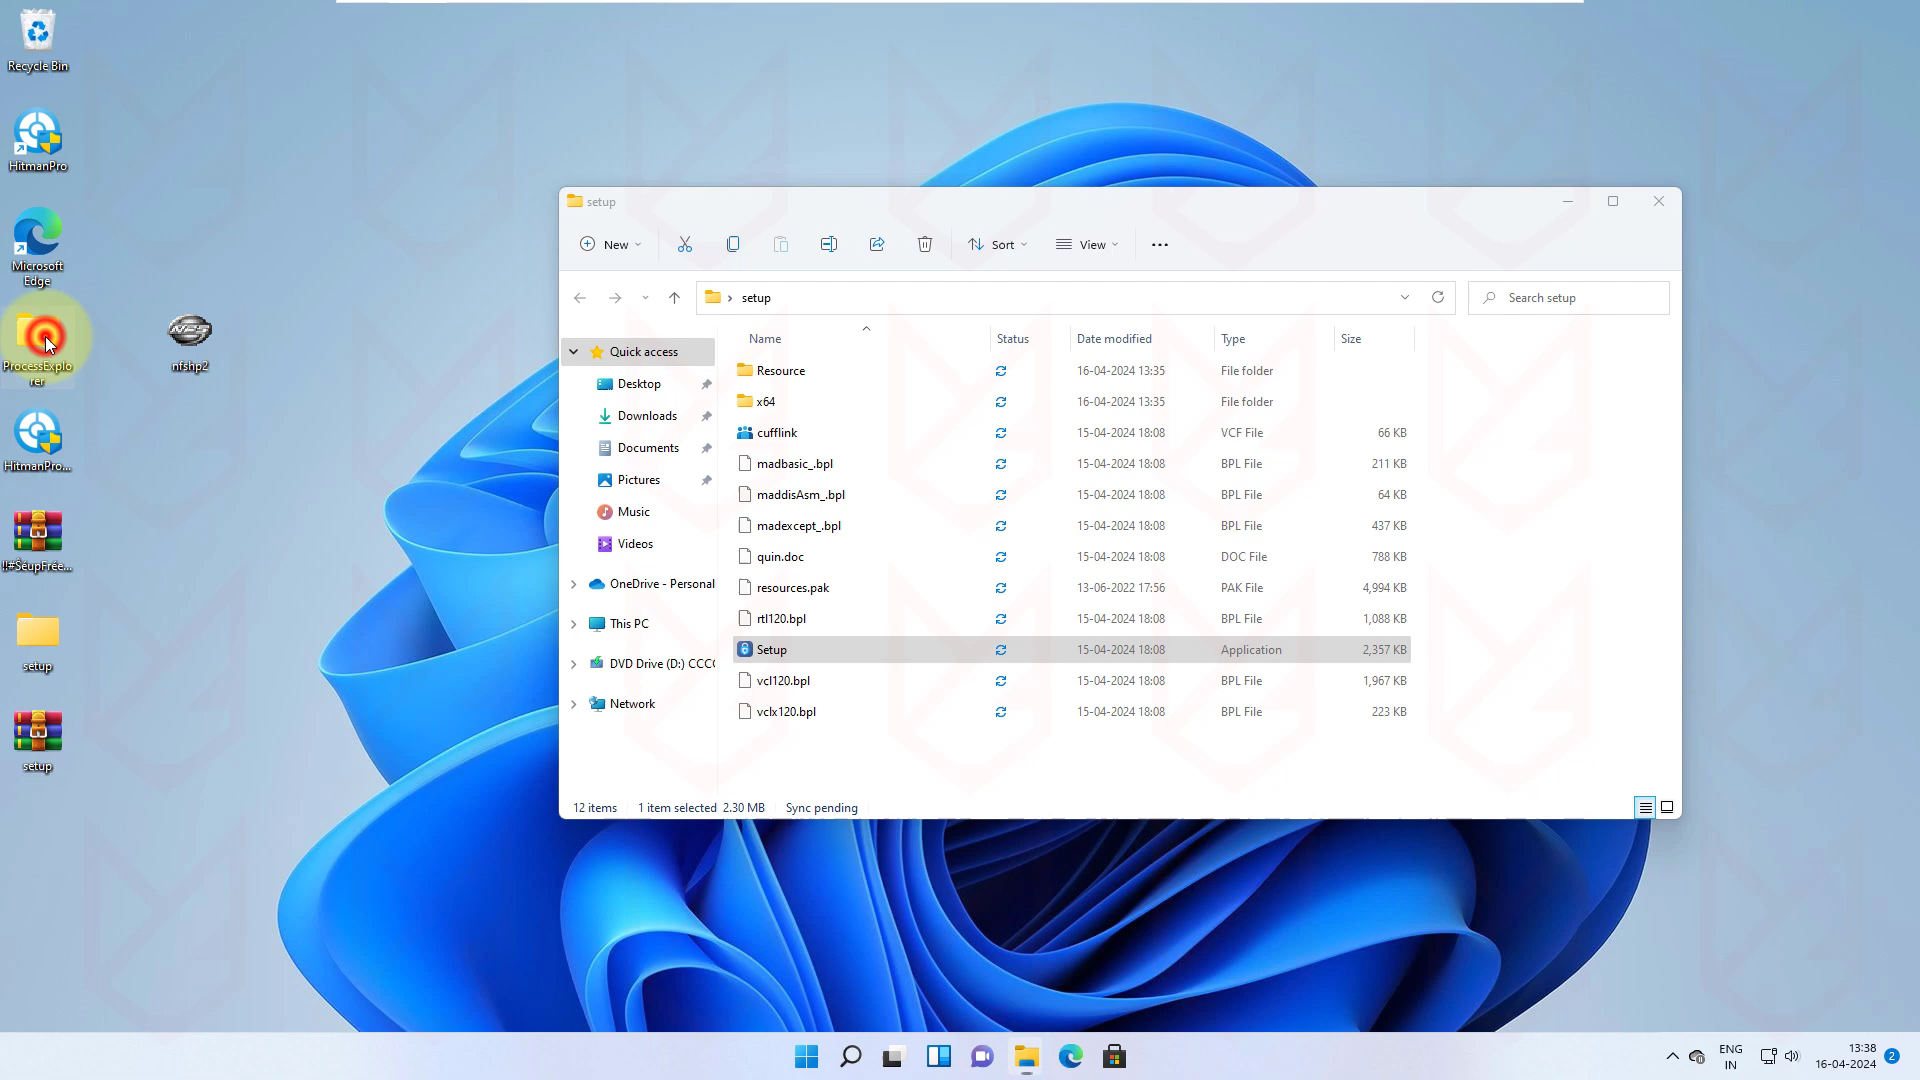 Recycle Bin
HitmanPro
Microsoft
Edge
ProcessExplo
rer
nfshp2
HitmanPro...
!!#SéupFrée...
setup
setup
setup
New
Sort
View
setup
Search setup
Name
Status
Date modified
Type
Size
Quick access
Desktop
Downloads
Documents
Pictures
Music
Videos
OneDrive - Personal
This PC
DVD Drive (D:) CCC
Network
Resource 16-04-2024 13:35 File folder
x64 16-04-2024 13:35 File folder
cufflink 15-04-2024 18:08 VCF File 66 KB
madbasic_.bpl 15-04-2024 18:08 BPL File 211 KB
maddisAsm_.bpl 15-04-2024 18:08 BPL File 64 KB
madexcept_.bpl 15-04-2024 18:08 BPL File 437 KB
quin.doc 15-04-2024 18:08 DOC File 788 KB
resources.pak 13-06-2022 17:56 PAK File 4,994 KB
rtl120.bpl 15-04-2024 18:08 BPL File 1,088 KB
Setup 15-04-2024 18:08 Application 2,357 KB
vcl120.bpl 15-04-2024 18:08 BPL File 1,967 KB
vclx120.bpl 15-04-2024 18:08 BPL File 223 KB
12 items 1 item selected 2.30 MB Sync pending
ENG
IN
13:38
16-04-2024
2